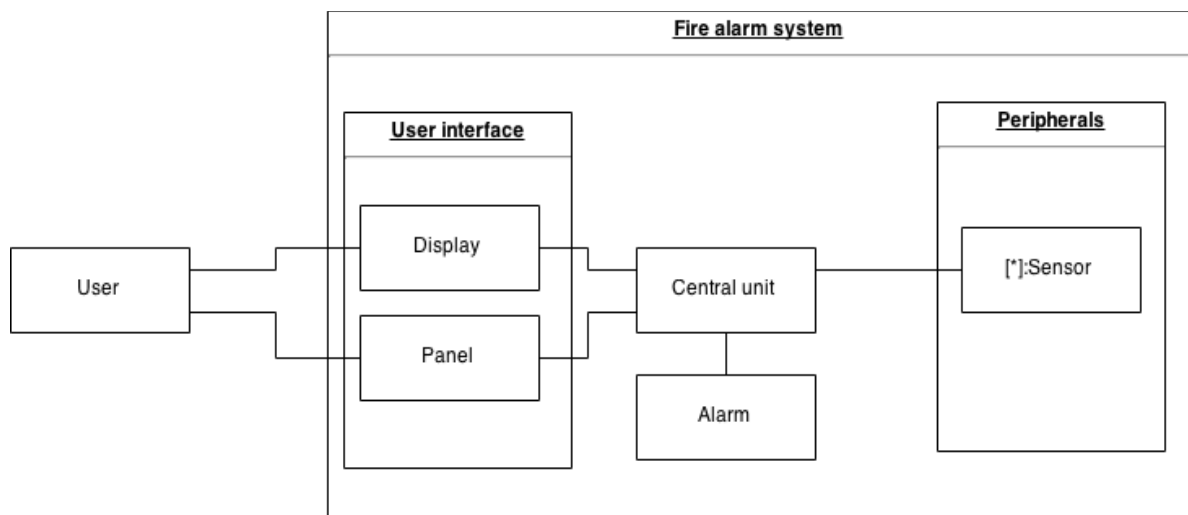 Fire alarm system
User interface
Peripherals
Display
User
Central unit
[*]:Sensor
Panel
Alarm